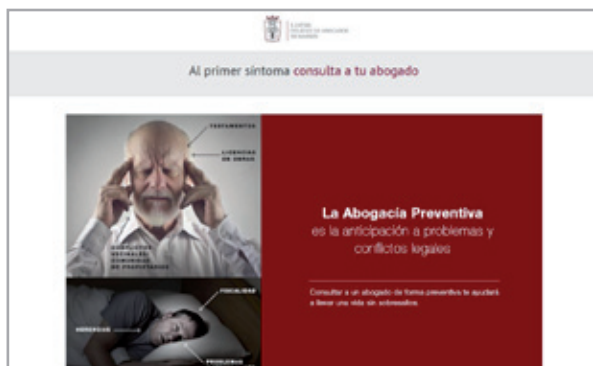 Al primer síntoma consulta a tu abogado
TESTAMENTOS
LICENCIAS
DE OBRAS
CONFLICTOS
VECINALES:
COMUNIDAD
DE PROPIETARIOS
La Abogacía Preventiva
es la anticipación a problemas y
conflictos legales
Consultar a un abogado de forma preventiva te ayudará
a llevar una vida sin sobresaltos.
FISCALIDAD
HERENCIAS
PROBLEMAS